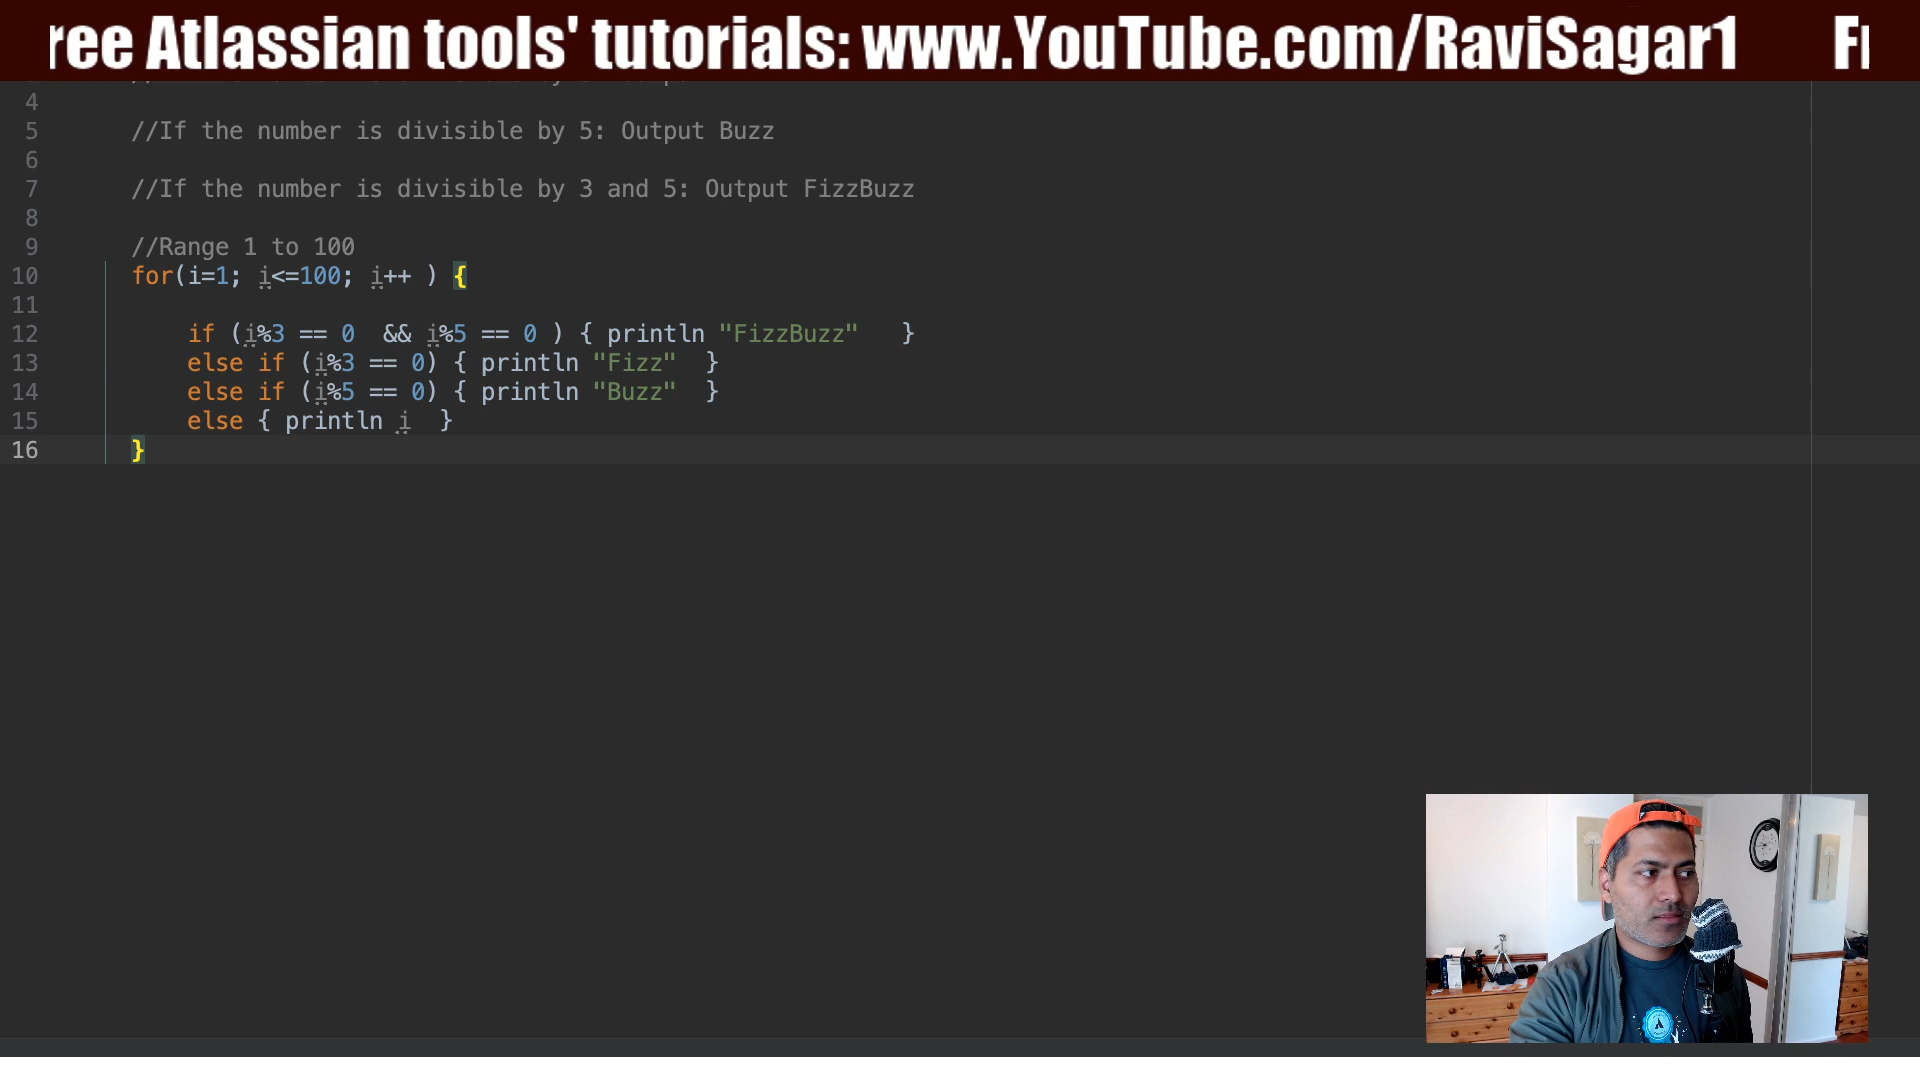 ree Atlassian tools' tutorials: www.YouTube.com/RaviSagar1 F
4
5 //If the number is divisible by 5: Output Buzz
6
7 //If the number is divisible by 3 and 5: Output FizzBuzz
8
9 //Range 1 to 100
10 for(i=1; i<=100; i++ ) {
11
12 if (i%3 == 0  && i%5 == 0 ) { println "FizzBuzz"   }
13 else if (i%3 == 0) { println "Fizz"  }
14 else if (i%5 == 0) { println "Buzz"  }
15 else { println i  }
16 }